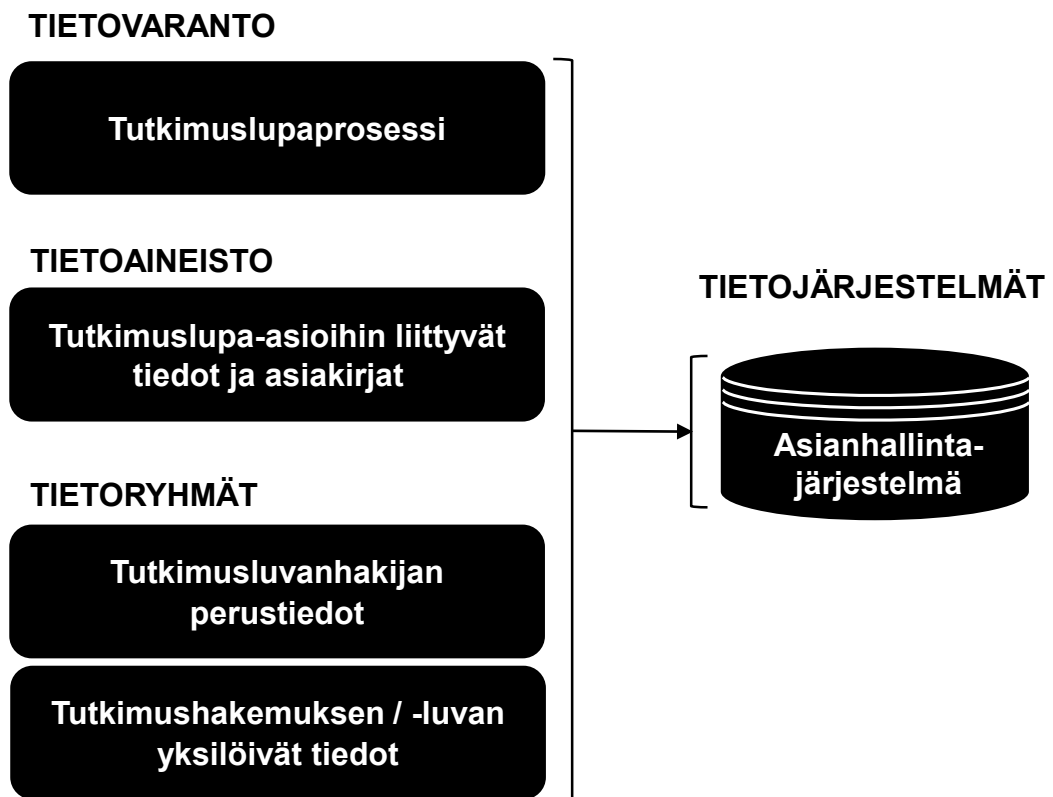 TIETOVARANTO
Tutkimuslupaprosessi
TIETOAINEISTO
Tutkimuslupa-asioihin liittyvät
tiedot ja asiakirjat
TIETORYHMÄT
Tutkimusluvanhakijan
perustiedot
Tutkimushakemuksen / -luvan
yksilöivät tiedot
TIETOJÄRJESTELMÄT
Asianhallinta-
järjestelmä